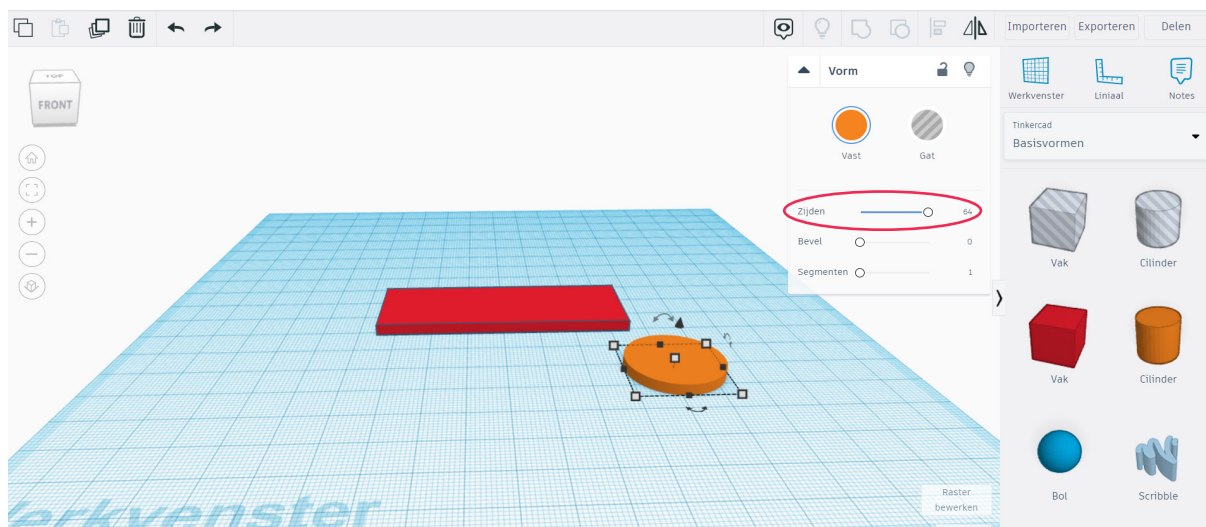 Importeren Exporteren Delen
TOP
FRONT
Vorm
Vast Gat
Zijden 64
Bevel 0
Segmenten 1
Werkvenster Liniaal Notes
Tinkercad
Basisvormen
Vak Cilinder
Vak Cilinder
Bol Scribble
Raster
bewerken
Werkvenster